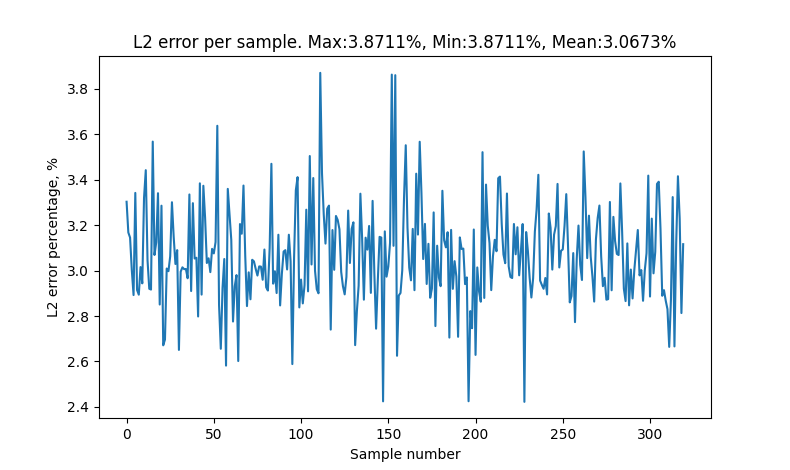 L2 error per sample. Max:3.8711%, Min:3.8711%, Mean:3.0673%
3.8
3.6
3.4
3.2
3.0
2.8
2.6
2.4
L2 error percentage, %
0 50 100 150 200 250 300
Sample number